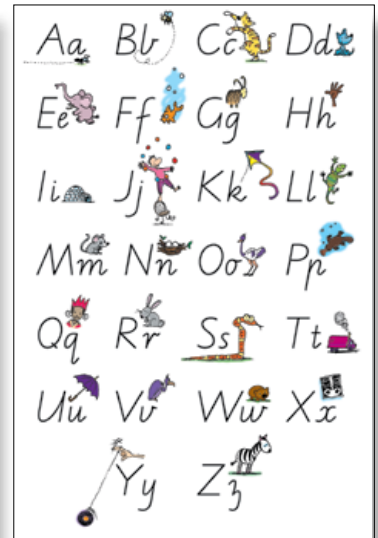 Aa Bb Cc Dd
Ee Ff Gg Hh
Ii Jj Kk Ll
Mm Nn Oo Pp
Qq Rr Ss Tt
Uu Vv Ww Xx
Yy Zz